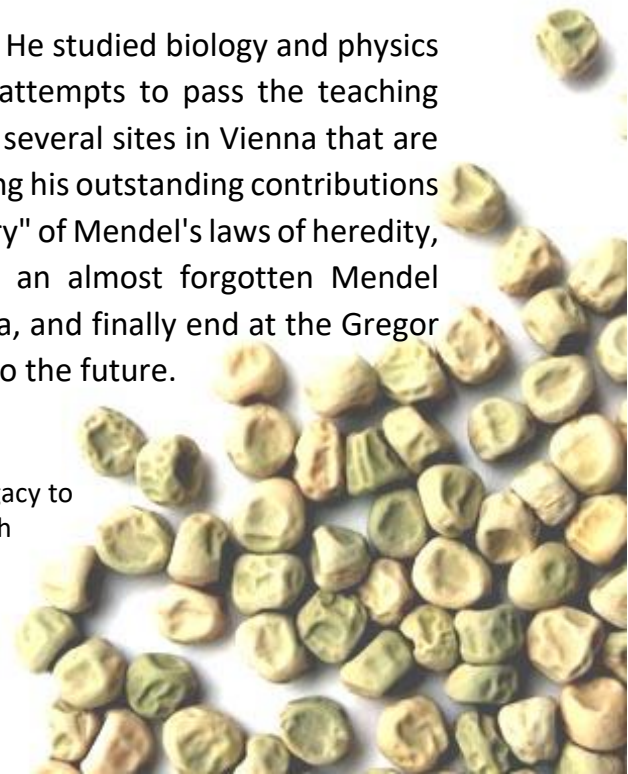 He studied biology and physics
attempts to pass the teaching
several sites in Vienna that are
ng his outstanding contributions
ry" of Mendel's laws of heredity,
an almost forgotten Mendel
a, and finally end at the Gregor
o the future.
gacy to
h